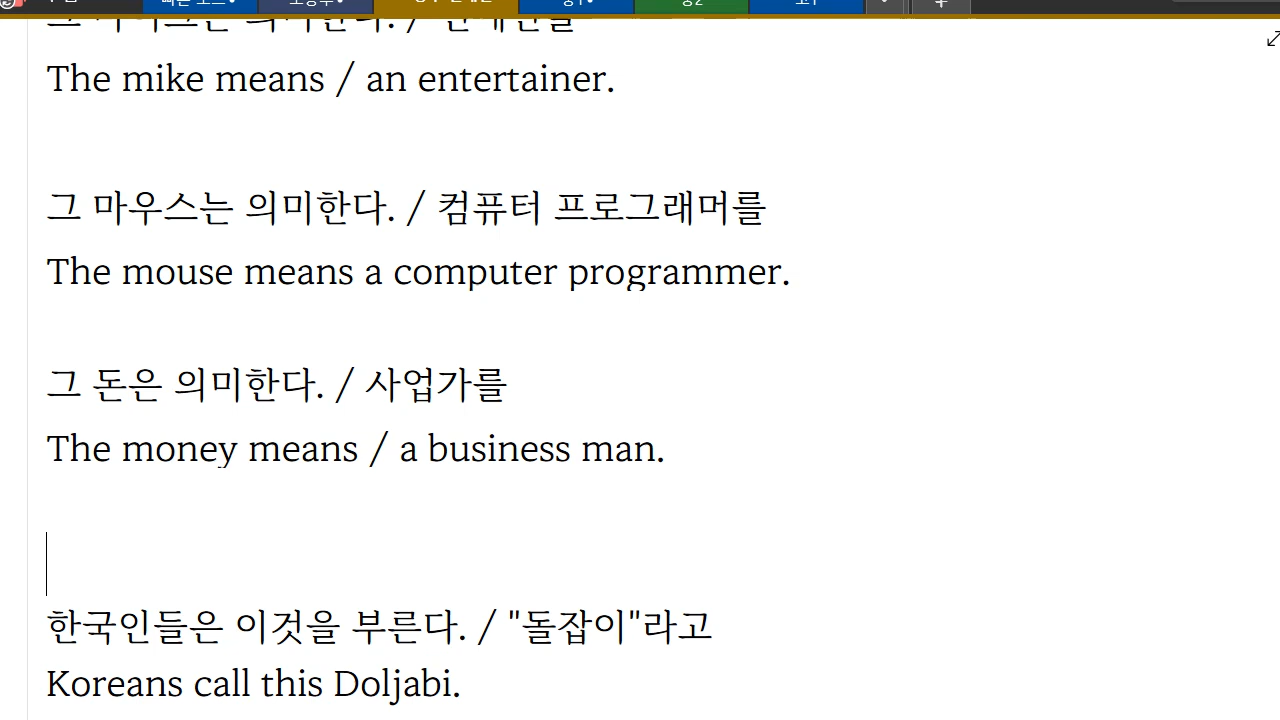 The mike means / an entertainer.
그 마우스는 의미한다. / 컴퓨터 프로그래머를
The mouse means a computer programmer.
그 돈은 의미한다. / 사업가를
The money means / a business man.
한국인들은 이것을 부른다. / "돌잡이"라고
Koreans call this Doljabi.